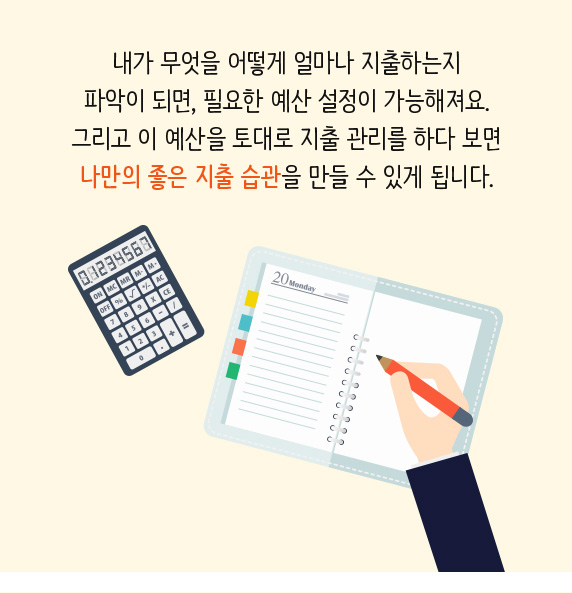 내가 무엇을 어떻게 얼마나 지출하는지
파악이 되면, 필요한 예산 설정이 가능해져요.
그리고 이 예산을 토대로 지출 관리를 하다 보면
나만의 좋은 지출 습관을 만들 수 있게 됩니다.
0.1234567
ON MC MR M- M+
OFF % √ +/- AC
7 8 9 X CE
4 5 6 - /
1 2 3 + =
0 .
20 Monday